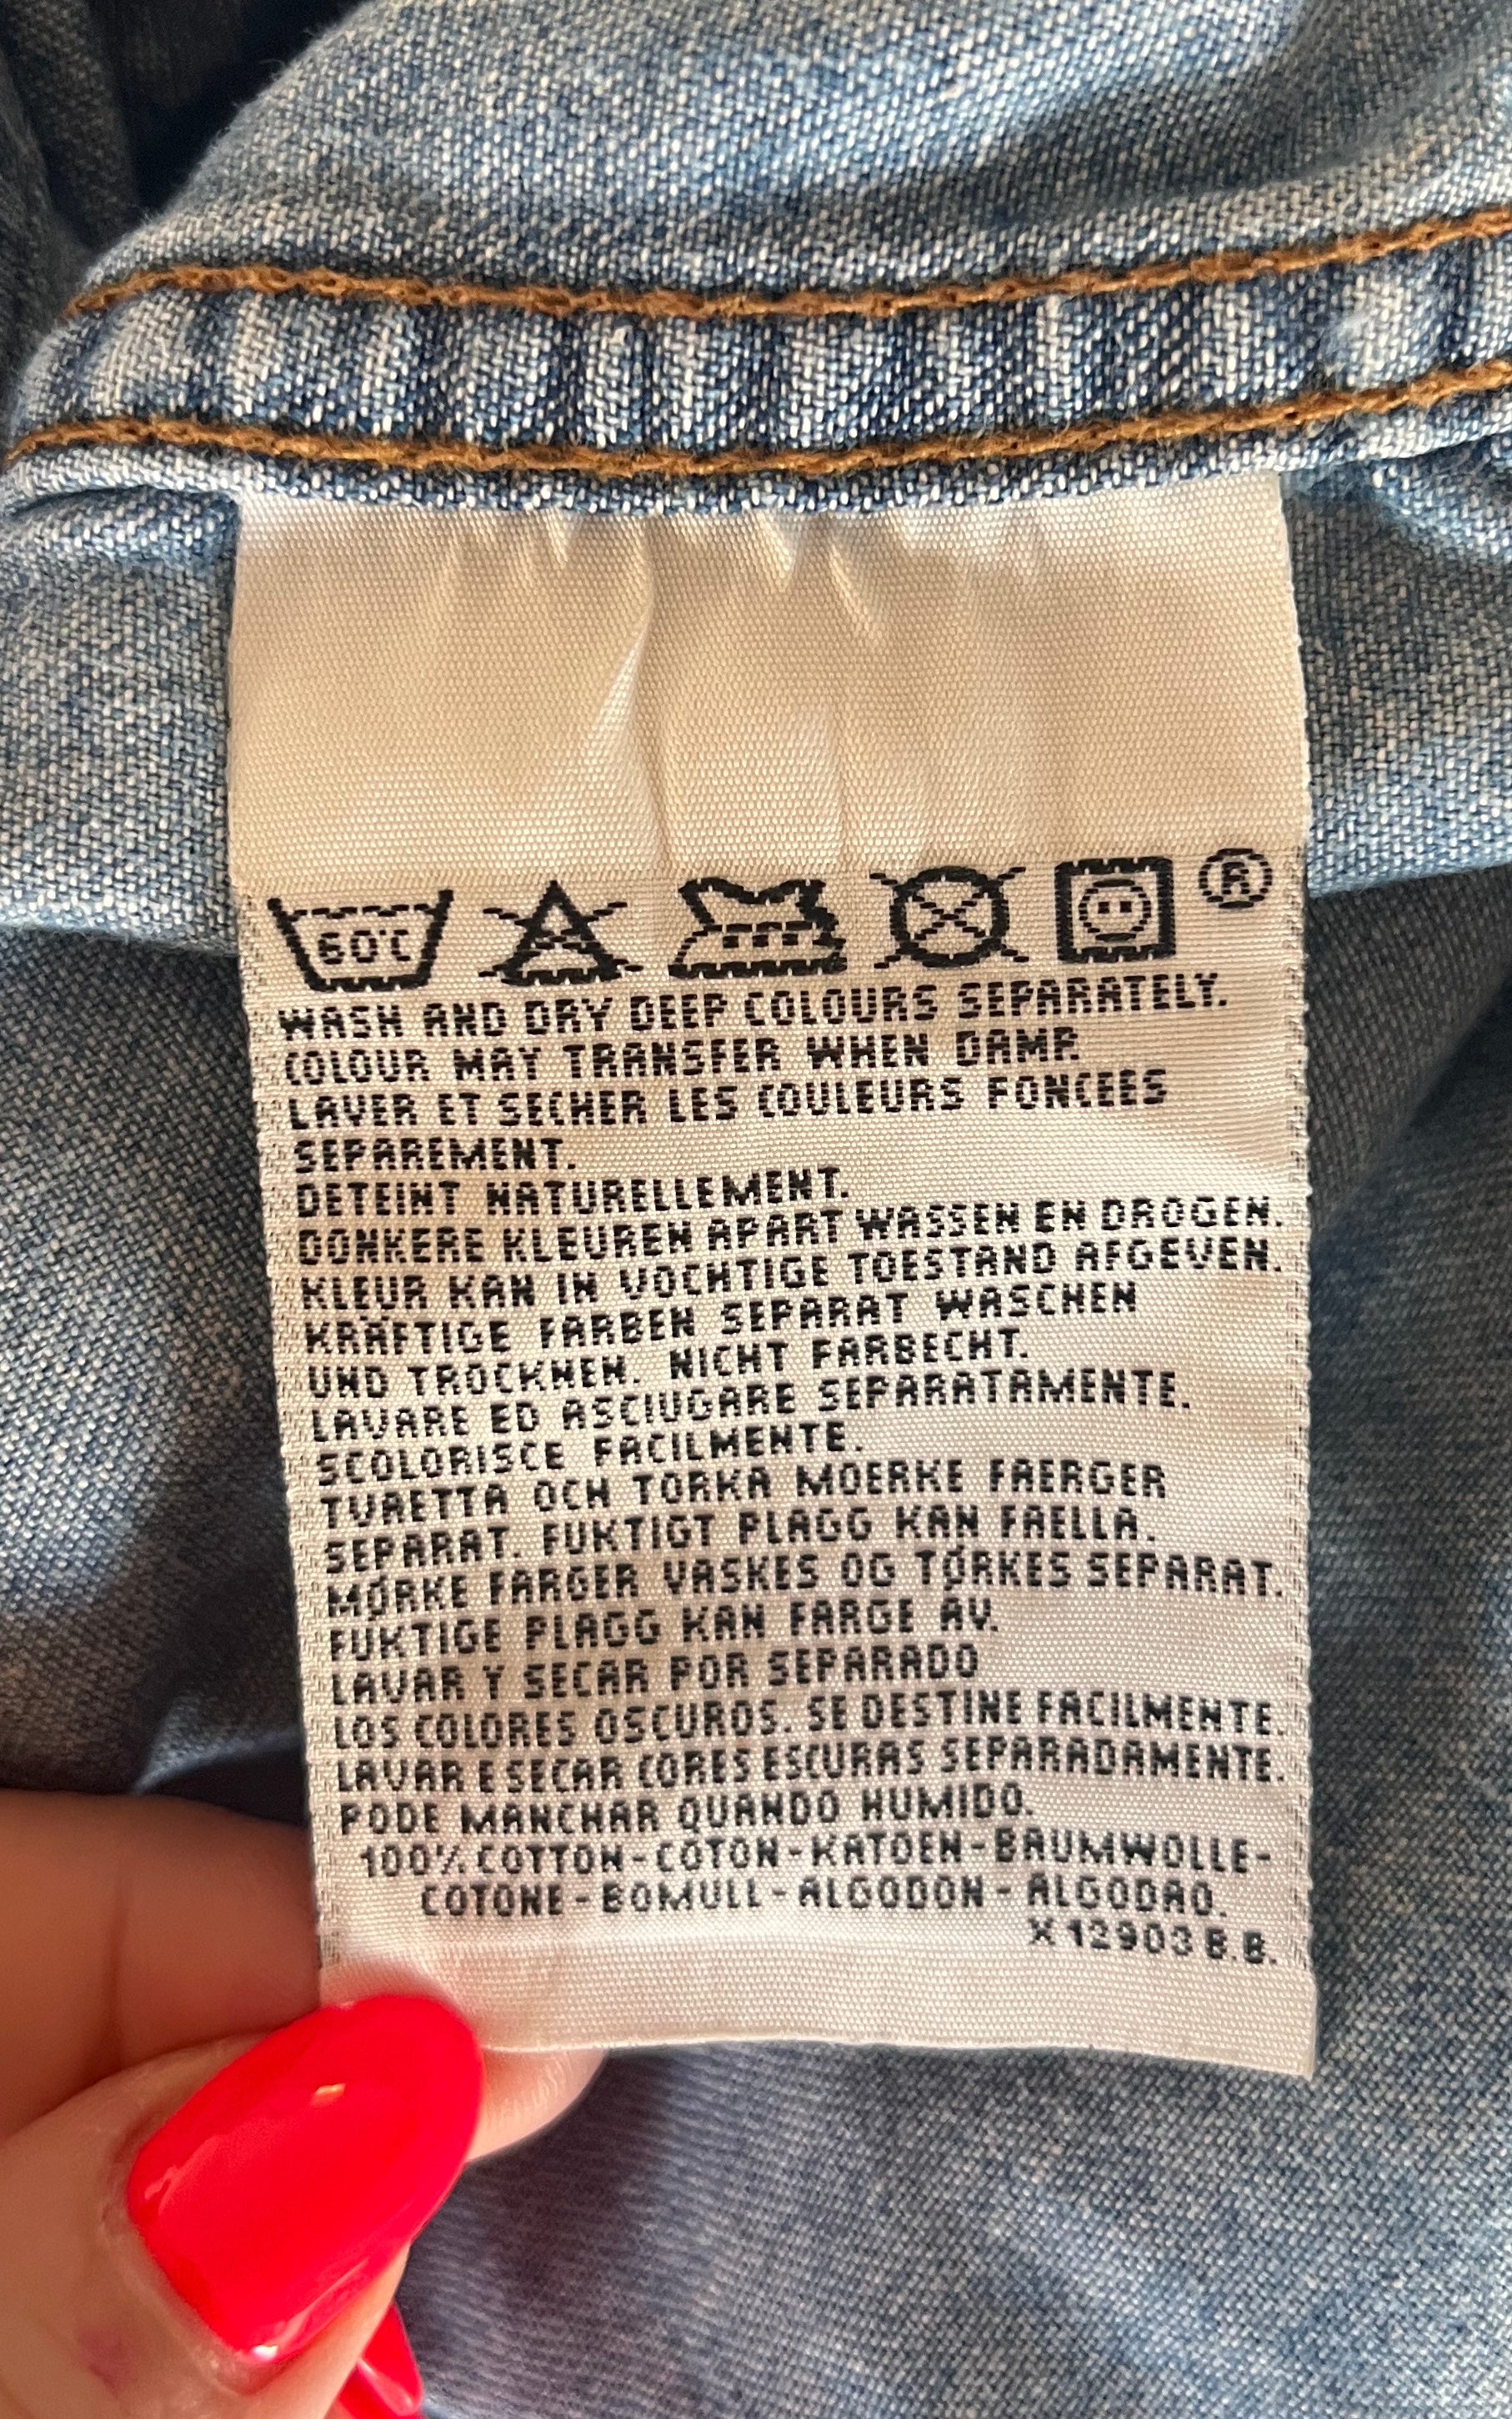 60°C ®
WASH AND DRY DEEP COLOURS SEPARATELY.
COLOUR MAY TRANSFER WHEN DAMP.
LAVER ET SECHER LES COULEURS FONCEES
SEPAREMENT.
DETEINT NATURELLEMENT.
DONKERE KLEUREN APART WASSEN EN DROGEN.
KLEUR KAN IN VOCHTIGE TOESTAND AFGEVEN.
KRÄFTIGE FARBEN SEPARAT WASCHEN
UND TROCKNEN. NICHT FARBECHT.
LAVARE ED ASCIUGARE SEPARATAMENTE.
SCOLORISCE FACILMENTE.
TVAETTA OCH TORKA MOERKE FAERGER
SEPARAT. FUKTIGT PLAGG KAN FAELLA.
MØRKE FARGER VASKES OG TØRKES SEPARAT.
FUKTIGE PLAGG KAN FARGE AV.
LAVAR Y SECAR POR SEPARADO
LOS COLORES OSCUROS. SE DESTINE FACILMENTE.
LAVAR E SECAR CORES ESCURAS SEPARADAMENTE.
PODE MANCHAR QUANDO HUMIDO.
100% COTTON-COTON-KATOEN-BAUMWOLLE-
COTONE-BOMULL-ALGODON-ALGODAO.
X 12903 B.B.